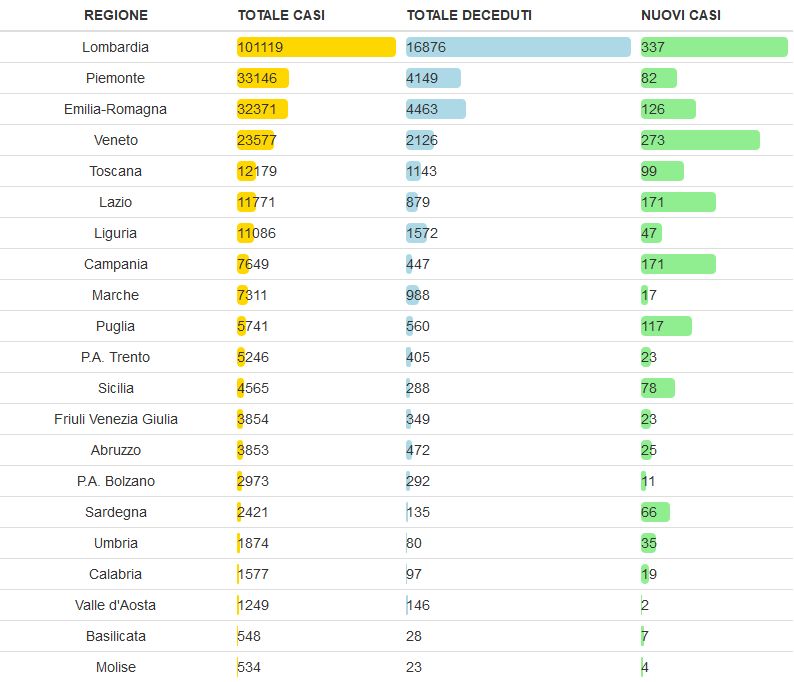 REGIONE TOTALE CASI TOTALE DECEDUTI NUOVI CASI
Lombardia 101119 16876 337
Piemonte 33146 4149 82
Emilia-Romagna 32371 4463 126
Veneto 23577 2126 273
Toscana 12179 1143 99
Lazio 11771 879 171
Liguria 11086 1572 47
Campania 7649 447 171
Marche 7311 988 17
Puglia 5741 560 117
P.A. Trento 5246 405 23
Sicilia 4565 288 78
Friuli Venezia Giulia 3854 349 23
Abruzzo 3853 472 25
P.A. Bolzano 2973 292 11
Sardegna 2421 135 66
Umbria 1874 80 35
Calabria 1577 97 19
Valle d'Aosta 1249 146 2
Basilicata 548 28 7
Molise 534 23 4